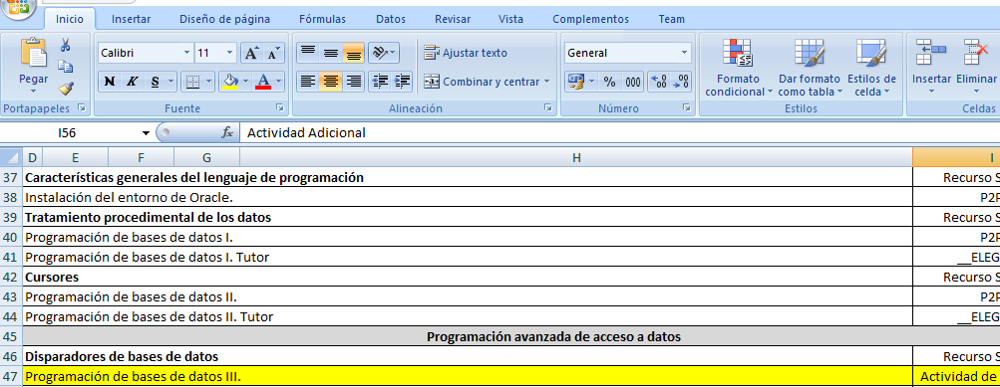 Inicio Insertar Diseño de página Fórmulas Datos Revisar Vista Complementos Team
Calibri 11 A A Ajustar texto General
Pegar N K S A Combinar y centrar % 000 Formato condicional Dar formato como tabla Estilos de celda Insertar Eliminar
Portapapeles Fuente Alineación Número Estilos Celdas
I56 fx Actividad Adicional
D E F G H I
37 Características generales del lenguaje de programación Recurso S
38 Instalación del entorno de Oracle. P2P
39 Tratamiento procedimental de los datos Recurso S
40 Programación de bases de datos I. P2P
41 Programación de bases de datos I. Tutor __ELEG
42 Cursores Recurso S
43 Programación de bases de datos II. P2P
44 Programación de bases de datos II. Tutor __ELEG
45 Programación avanzada de acceso a datos
46 Disparadores de bases de datos Recurso S
47 Programación de bases de datos III. Actividad de